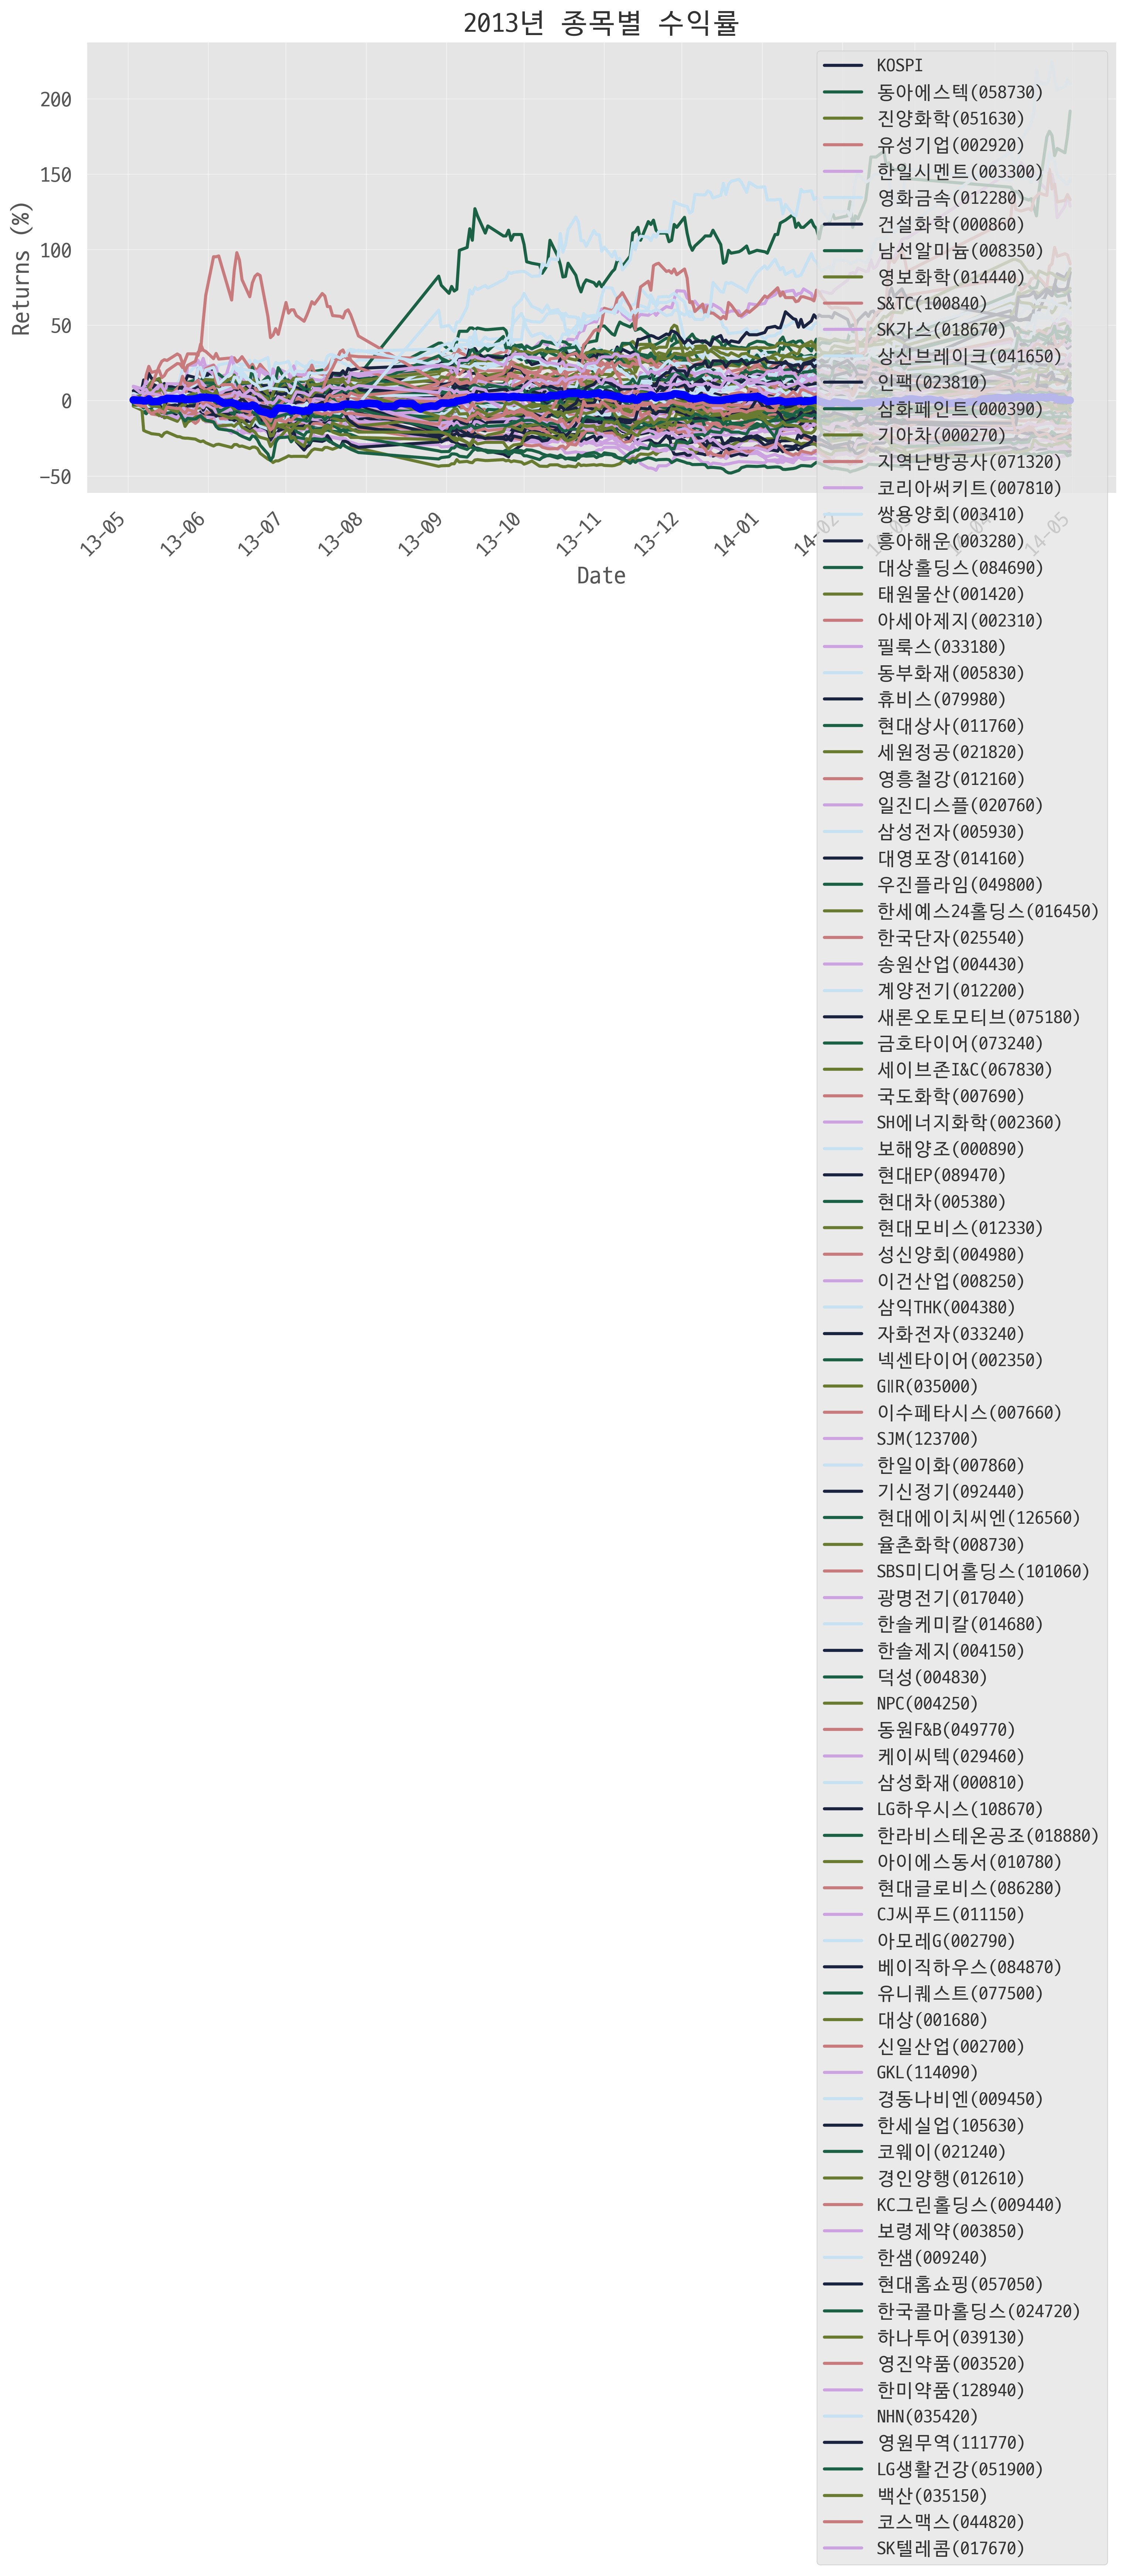 2013년 종목별 수익률
Returns (%)
200
150
100
50
0
−50
13-05
13-06
13-07
13-08
13-09
13-10
13-11
13-12
14-01
14-02
14-05
Date
KOSPI
동아에스텍(058730)
진양화학(051630)
유성기업(002920)
한일시멘트(003300)
영화금속(012280)
건설화학(000860)
남선알미늄(008350)
영보화학(014440)
S&TC(100840)
SK가스(018670)
상신브레이크(041650)
인팩(023810)
삼화페인트(000390)
기아차(000270)
지역난방공사(071320)
코리아써키트(007810)
쌍용양회(003410)
흥아해운(003280)
대상홀딩스(084690)
태원물산(001420)
아세아제지(002310)
필룩스(033180)
동부화재(005830)
휴비스(079980)
현대상사(011760)
세원정공(021820)
영흥철강(012160)
일진디스플(020760)
삼성전자(005930)
대영포장(014160)
우진플라임(049800)
한세예스24홀딩스(016450)
한국단자(025540)
송원산업(004430)
계양전기(012200)
새론오토모티브(075180)
금호타이어(073240)
세이브존I&C(067830)
국도화학(007690)
SH에너지화학(002360)
보해양조(000890)
현대EP(089470)
현대차(005380)
현대모비스(012330)
성신양회(004980)
이건산업(008250)
삼익THK(004380)
자화전자(033240)
넥센타이어(002350)
GⅡR(035000)
이수페타시스(007660)
SJM(123700)
한일이화(007860)
기신정기(092440)
현대에이치씨엔(126560)
율촌화학(008730)
SBS미디어홀딩스(101060)
광명전기(017040)
한솔케미칼(014680)
한솔제지(004150)
덕성(004830)
NPC(004250)
동원F&B(049770)
케이씨텍(029460)
삼성화재(000810)
LG하우시스(108670)
한라비스테온공조(018880)
아이에스동서(010780)
현대글로비스(086280)
CJ씨푸드(011150)
아모레G(002790)
베이직하우스(084870)
유니퀘스트(077500)
대상(001680)
신일산업(002700)
GKL(114090)
경동나비엔(009450)
한세실업(105630)
코웨이(021240)
경인양행(012610)
KC그린홀딩스(009440)
보령제약(003850)
한샘(009240)
현대홈쇼핑(057050)
한국콜마홀딩스(024720)
하나투어(039130)
영진약품(003520)
한미약품(128940)
NHN(035420)
영원무역(111770)
LG생활건강(051900)
백산(035150)
코스맥스(044820)
SK텔레콤(017670)